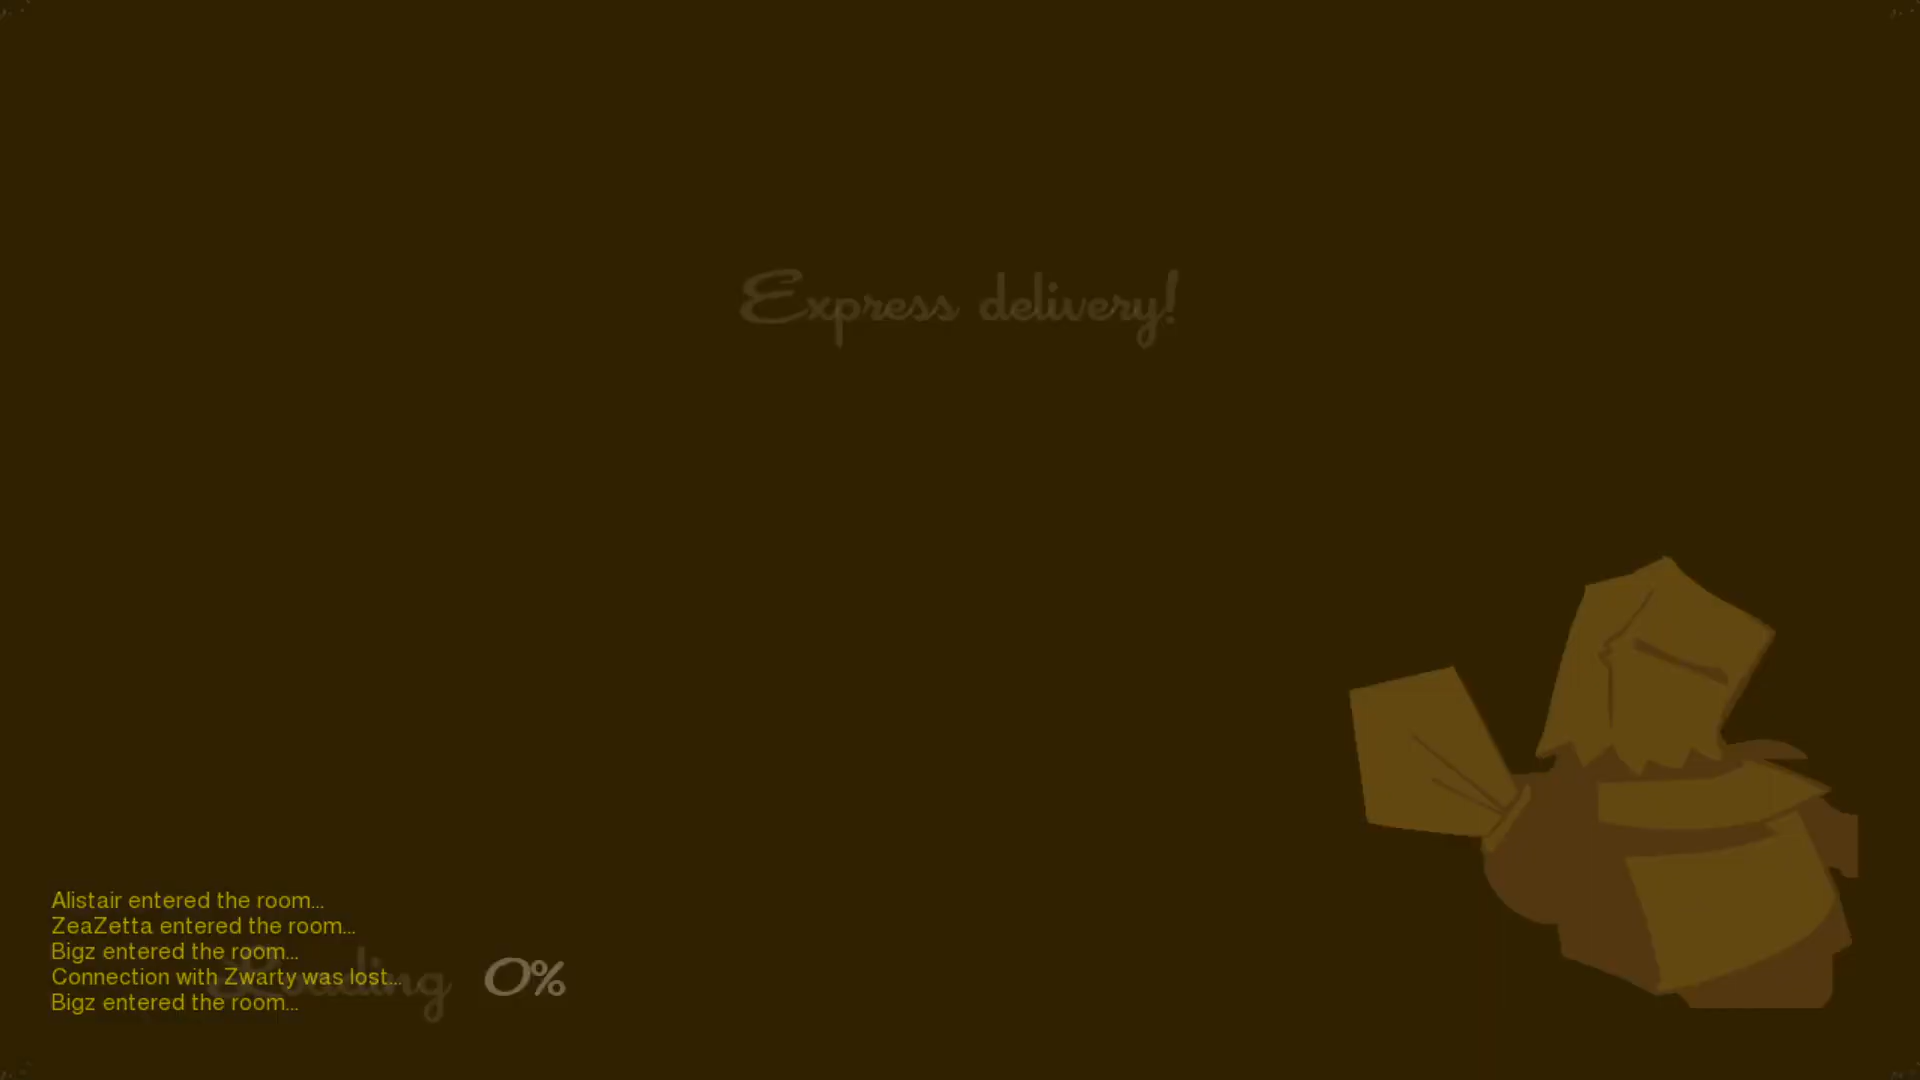 Express delivery!
Alistair entered the room...
ZeaZetta entered the room...
Bigz entered the room...
Connection with Zwarty was lost...
Bigz entered the room...
Loading 0%